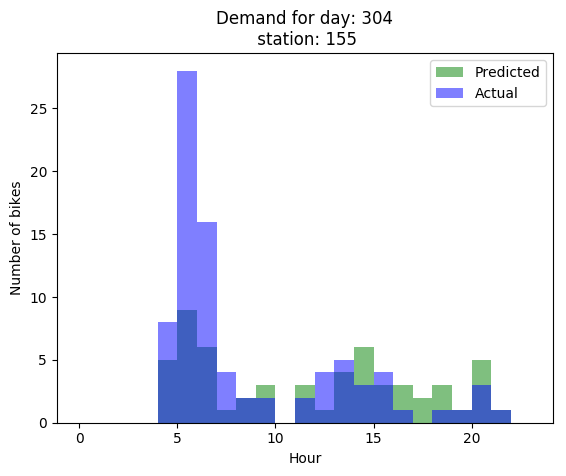 Demand for day: 304
station: 155
Predicted
Actual
Number of bikes
25
20
15
10
5
0
0
5
10
15
20
Hour